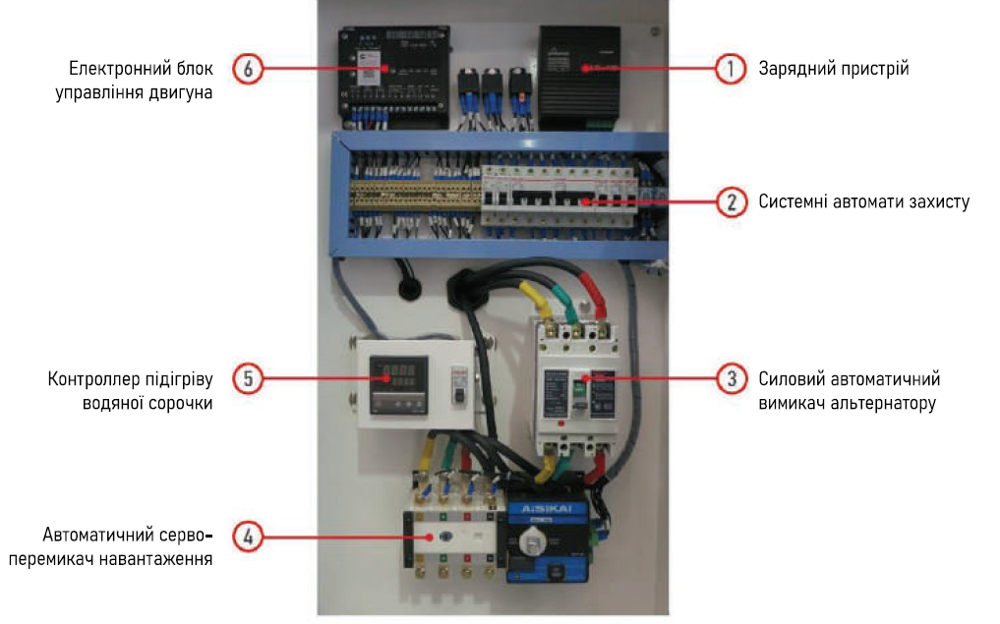 Електронний блок
управління двигуна
6
1
Зарядний пристрій
2
Системні автомати захисту
Контроллер підігріву
водяної сорочки
5
3
Силовий автоматичний
вимикач альтернатору
AISIKAI
Автоматичний серво-
перемикач навантаження
4